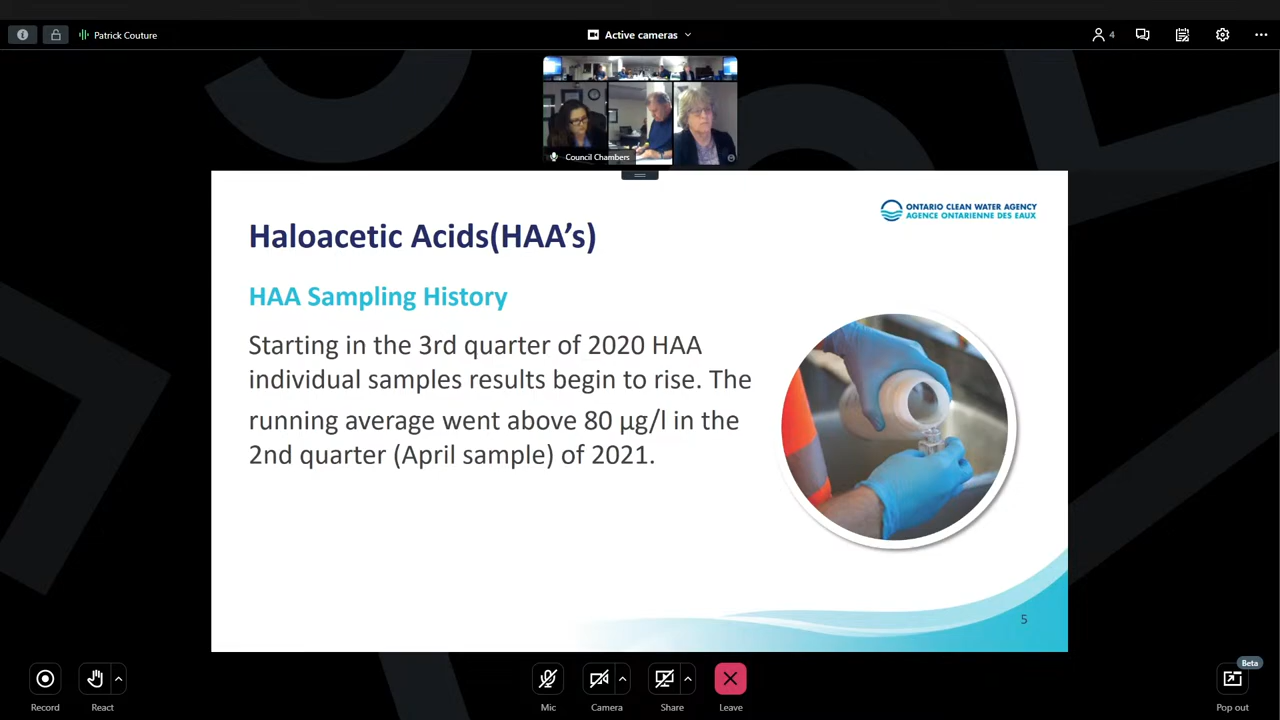 Patrick Couture
Active cameras
4
Council Chambers
ONTARIO CLEAN WATER AGENCY
AGENCE ONTARIENNE DES EAUX
Haloacetic Acids(HAA’s)
HAA Sampling History
Starting in the 3rd quarter of 2020 HAA
individual samples results begin to rise. The
running average went above 80 µg/l in the
2nd quarter (April sample) of 2021.
5
Beta
Record
React
Mic
Camera
Share
Leave
Pop out